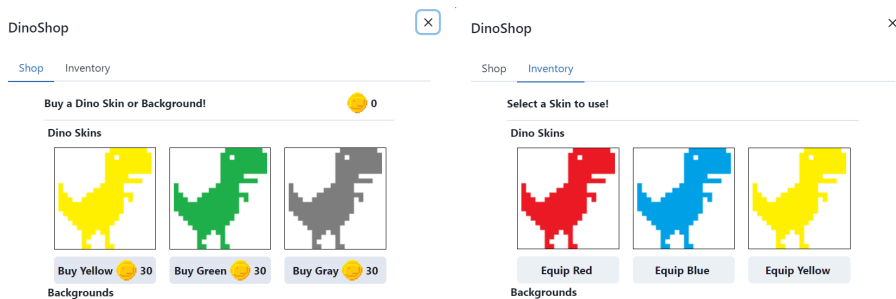 DinoShop
Shop Inventory
Buy a Dino Skin or Background! 0
Dino Skins
Buy Yellow 30 Buy Green 30 Buy Gray 30
Backgrounds
DinoShop
Shop Inventory
Select a Skin to use!
Dino Skins
Equip Red Equip Blue Equip Yellow
Backgrounds